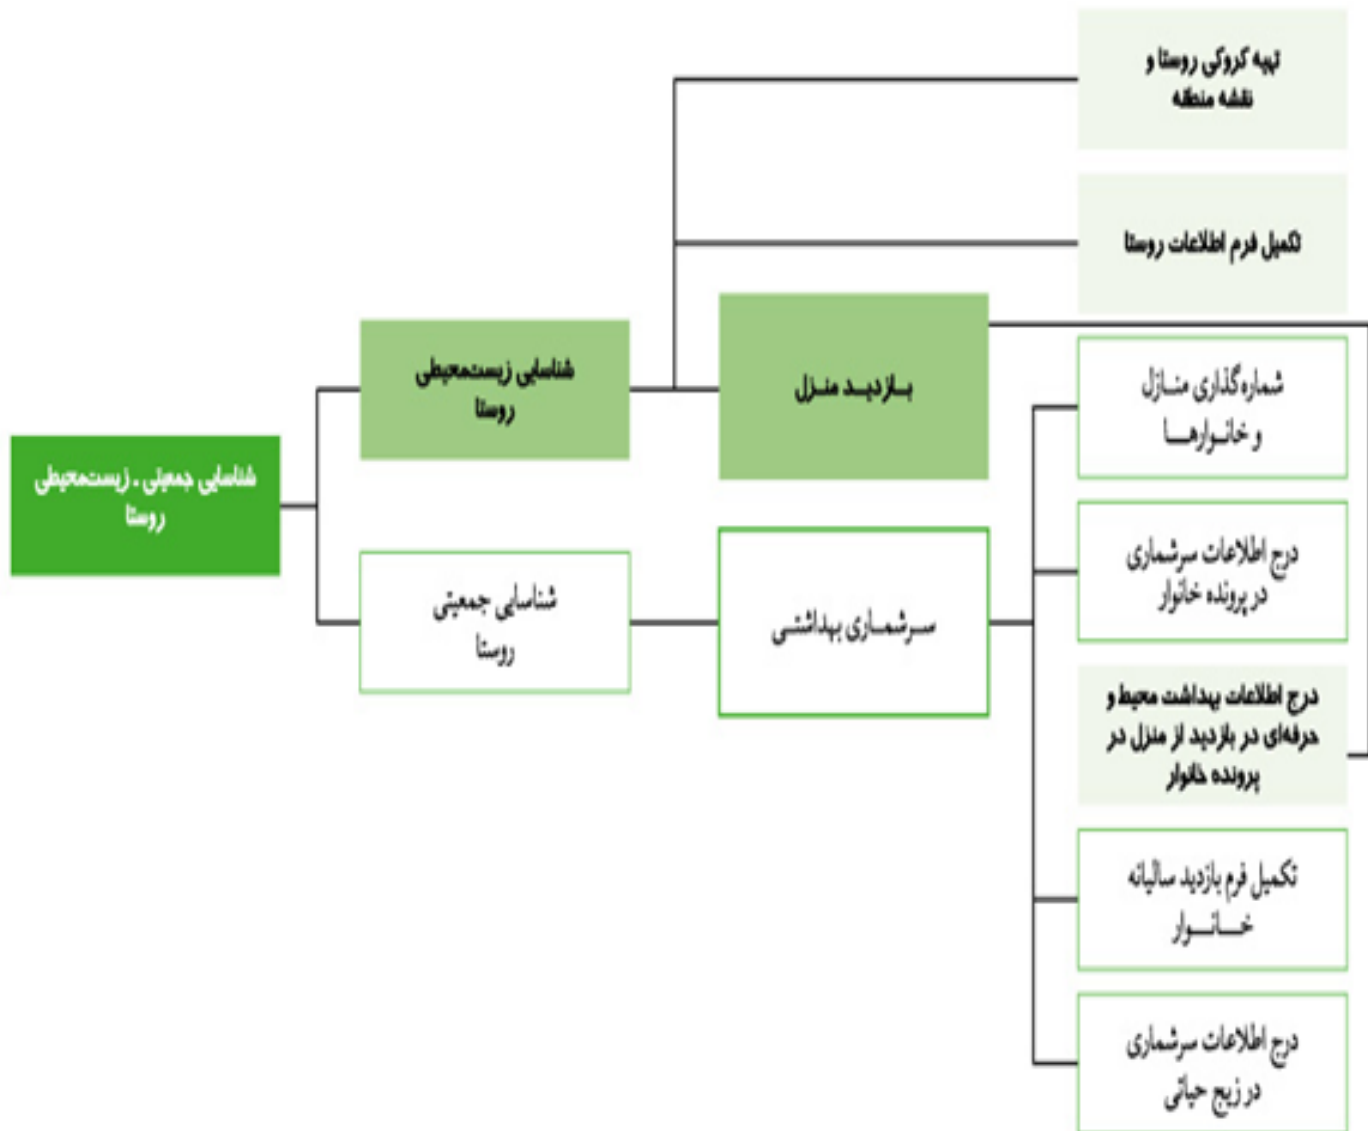 تهیه کروکی روستا و
نقشه منطقه
تکمیل فرم اطلاعات روستا
شناسایی زیست‌محیطی
روستا
بـازدیـد منـزل
شماره‌گذاری منـازل
و خانـوارهـا
شناسایی جمعیتی ـ زیست‌محیطی
روستا
درج اطلاعات سرشماری
در پرونده خانوار
شناسایی جمعیتی
روستا
سـرشمـاری بهداشتـی
درج اطلاعات بهداشت محیط و
حرفه‌ای در بازدید از منزل در
پرونده خانوار
تکمیل فرم بازدید سالیانه
خـانـوار
درج اطلاعات سرشماری
در زیج حیاتی